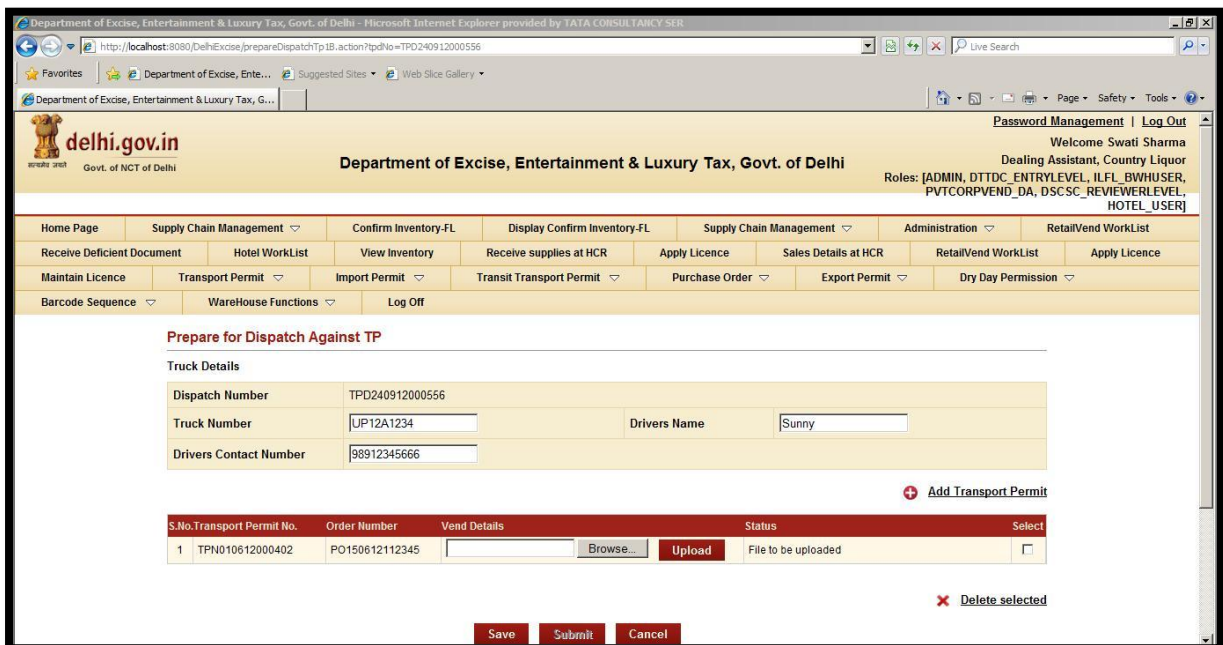 Department of Excise, Entertainment & Luxury Tax, Govt. of Delhi - Microsoft Internet Explorer provided by TATA CONSULTANCY SER
http://localhost:8080/DelhiExcise/prepareDispatchTp1B.action?tpdNo=TPD240912000556
Live Search
Favorites Department of Excise, Ente... Suggested Sites Web Slice Gallery
Department of Excise, Entertainment & Luxury Tax, G... Page Safety Tools
Password Management | Log Out
delhi.gov.in
सत्यमेव जयते Govt. of NCT of Delhi
Department of Excise, Entertainment & Luxury Tax, Govt. of Delhi
Welcome Swati Sharma
Dealing Assistant, Country Liquor
Roles: [ADMIN, DTTDC_ENTRYLEVEL, ILFL_BWHUSER,
PVTCORPVEND_DA, DSCSC_REVIEWERLEVEL,
HOTEL_USER]
Home Page Supply Chain Management Confirm Inventory-FL Display Confirm Inventory-FL Supply Chain Management Administration RetailVend WorkList
Receive Deficient Document Hotel WorkList View Inventory Receive supplies at HCR Apply Licence Sales Details at HCR RetailVend WorkList Apply Licence
Maintain Licence Transport Permit Import Permit Transit Transport Permit Purchase Order Export Permit Dry Day Permission
Barcode Sequence WareHouse Functions Log Off
Prepare for Dispatch Against TP
Truck Details
Dispatch Number TPD240912000556
Truck Number UP12A1234 Drivers Name Sunny
Drivers Contact Number 98912345666
Add Transport Permit
S.No. Transport Permit No. Order Number Vend Details Status Select
1 TPN010612000402 PO150612112345 Browse... Upload File to be uploaded
Delete selected
Save Submit Cancel